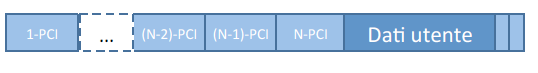 1-PCI ... (N-2)-PCI (N-1)-PCI N-PCI Dati utente